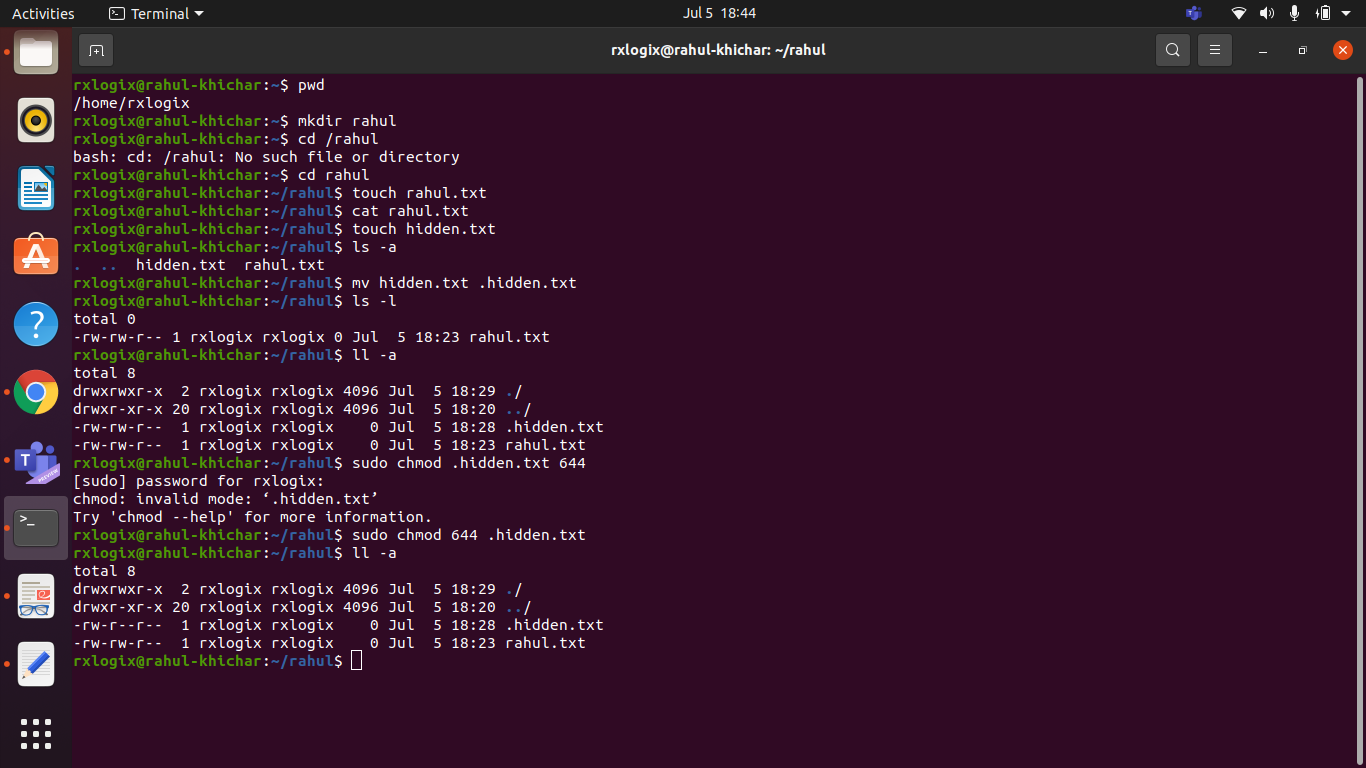 Activities
Terminal
Jul 5 18:44
rxlogix@rahul-khichar: ~/rahul
rxlogix@rahul-khichar:~$ pwd
/home/rxlogix
rxlogix@rahul-khichar:~$ mkdir rahul
rxlogix@rahul-khichar:~$ cd /rahul
bash: cd: /rahul: No such file or directory
rxlogix@rahul-khichar:~$ cd rahul
rxlogix@rahul-khichar:~/rahul$ touch rahul.txt
rxlogix@rahul-khichar:~/rahul$ cat rahul.txt
rxlogix@rahul-khichar:~/rahul$ touch hidden.txt
rxlogix@rahul-khichar:~/rahul$ ls -a
.  ..  hidden.txt  rahul.txt
rxlogix@rahul-khichar:~/rahul$ mv hidden.txt .hidden.txt
rxlogix@rahul-khichar:~/rahul$ ls -l
total 0
-rw-rw-r-- 1 rxlogix rxlogix 0 Jul  5 18:23 rahul.txt
rxlogix@rahul-khichar:~/rahul$ ll -a
total 8
drwxrwxr-x  2 rxlogix rxlogix 4096 Jul  5 18:29 ./
drwxr-xr-x 20 rxlogix rxlogix 4096 Jul  5 18:20 ../
-rw-rw-r--  1 rxlogix rxlogix    0 Jul  5 18:28 .hidden.txt
-rw-rw-r--  1 rxlogix rxlogix    0 Jul  5 18:23 rahul.txt
rxlogix@rahul-khichar:~/rahul$ sudo chmod .hidden.txt 644
[sudo] password for rxlogix:
chmod: invalid mode: ‘.hidden.txt’
Try 'chmod --help' for more information.
rxlogix@rahul-khichar:~/rahul$ sudo chmod 644 .hidden.txt
rxlogix@rahul-khichar:~/rahul$ ll -a
total 8
drwxrwxr-x  2 rxlogix rxlogix 4096 Jul  5 18:29 ./
drwxr-xr-x 20 rxlogix rxlogix 4096 Jul  5 18:20 ../
-rw-r--r--  1 rxlogix rxlogix    0 Jul  5 18:28 .hidden.txt
-rw-rw-r--  1 rxlogix rxlogix    0 Jul  5 18:23 rahul.txt
rxlogix@rahul-khichar:~/rahul$